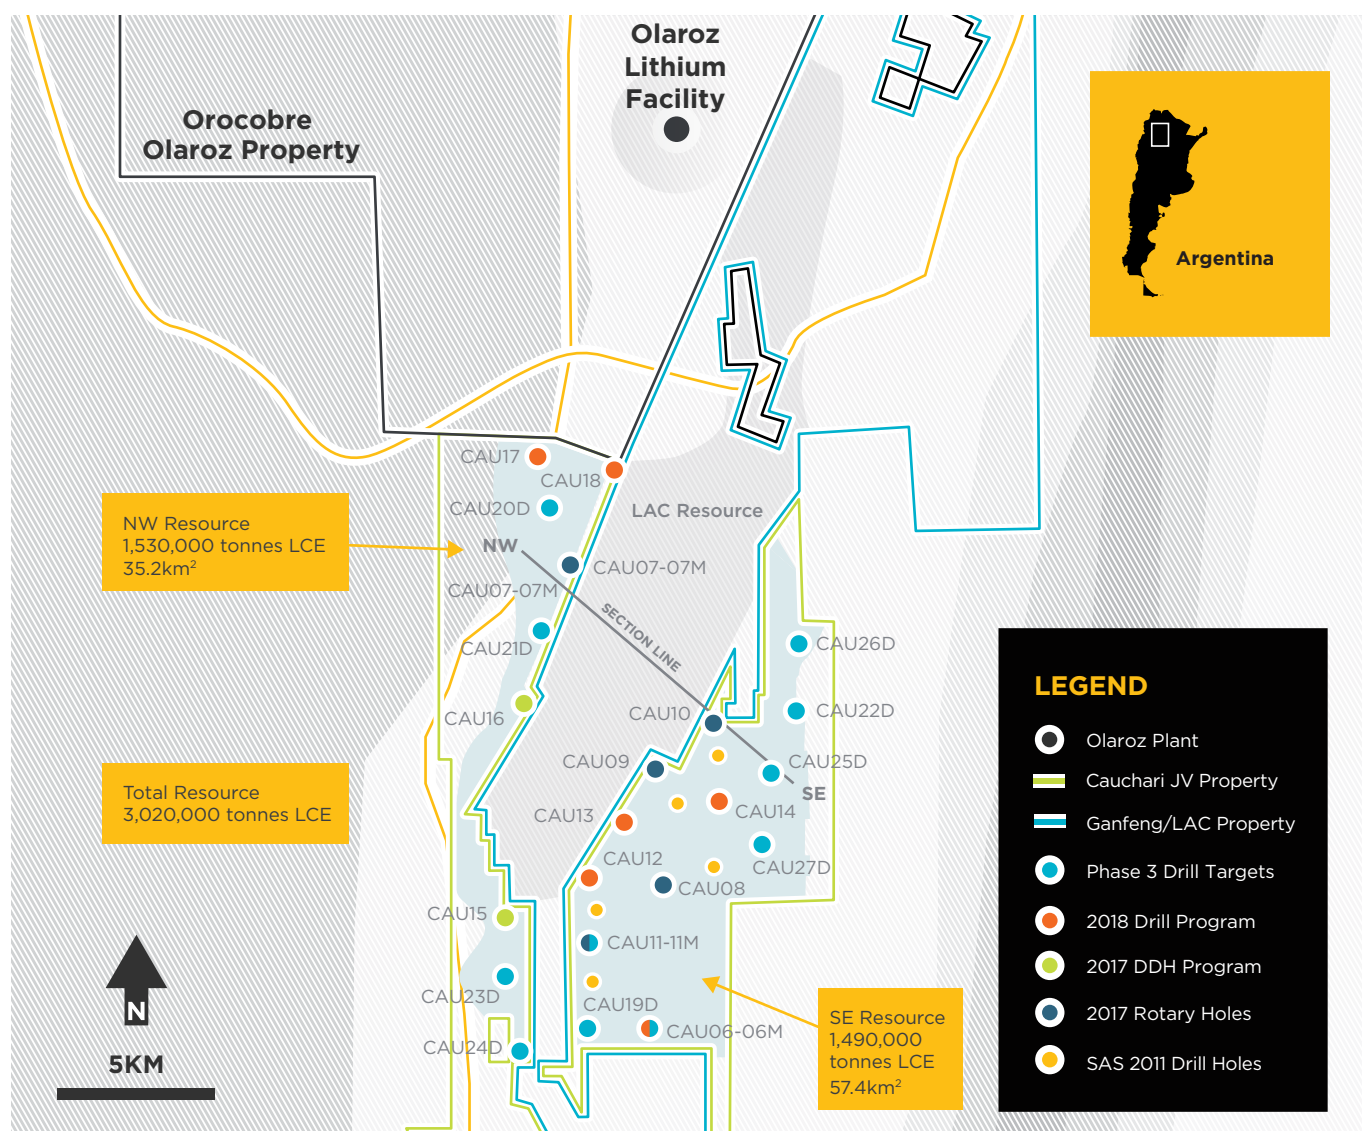 Olaroz
Lithium
Facility
Orocobre
Olaroz Property
Argentina
CAU17
CAU18
CAU20D
LAC Resource
NW Resource
1,530,000 tonnes LCE
35.2km²
NW
CAU07-07M
CAU07-07M
SECTION LINE
CAU21D
CAU26D
CAU16
CAU10
CAU22D
CAU09
CAU25D
SE
Total Resource
3,020,000 tonnes LCE
CAU13
CAU14
CAU12
CAU27D
CAU08
CAU15
CAU11-11M
CAU23D
CAU19D
CAU06-06M
CAU24D
N
5KM
SE Resource
1,490,000
tonnes LCE
57.4km²
LEGEND
Olaroz Plant
Cauchari JV Property
Ganfeng/LAC Property
Phase 3 Drill Targets
2018 Drill Program
2017 DDH Program
2017 Rotary Holes
SAS 2011 Drill Holes